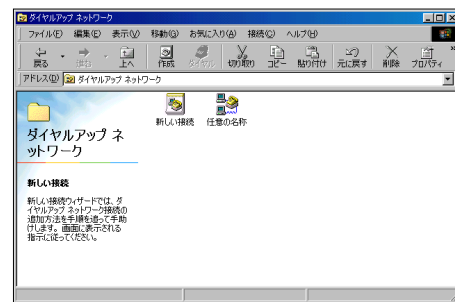 ダイヤルアップ ネットワーク
ファイル(F) 編集(E) 表示(V) 移動(G) お気に入り(A) 接続(C) ヘルプ(H)
戻る 進む 上へ 作成 ダイヤル 切り取り コピー 貼り付け 元に戻す 削除 プロパティ
アドレス(D) ダイヤルアップ ネットワーク
新しい接続 任意の名称
ダイヤルアップ ネ
ットワーク
新しい接続
新しい接続ウィザードでは、ダ
イヤルアップ ネットワーク接続の
追加方法を手順を追って手助
けします。画面に表示される
指示に従ってください。